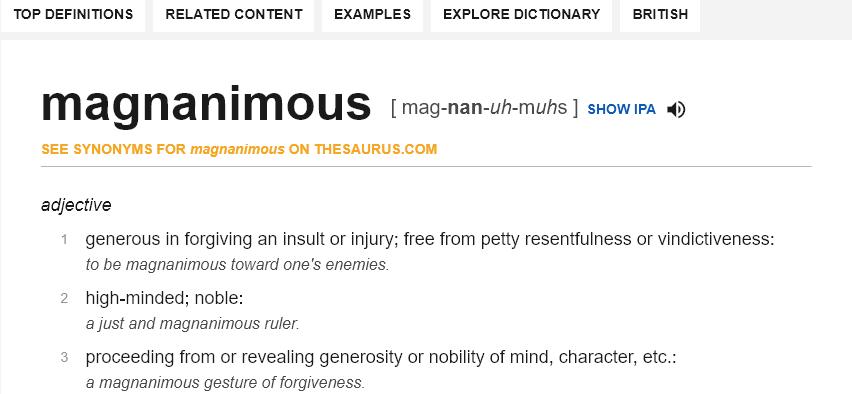 TOP DEFINITIONS RELATED CONTENT EXAMPLES EXPLORE DICTIONARY BRITISH
magnanimous [ mag-nan-uh-muhs ] SHOW IPA
SEE SYNONYMS FOR magnanimous ON THESAURUS.COM
adjective
1 generous in forgiving an insult or injury; free from petty resentfulness or vindictiveness:
to be magnanimous toward one's enemies.
2 high-minded; noble:
a just and magnanimous ruler.
3 proceeding from or revealing generosity or nobility of mind, character, etc.:
a magnanimous gesture of forgiveness.